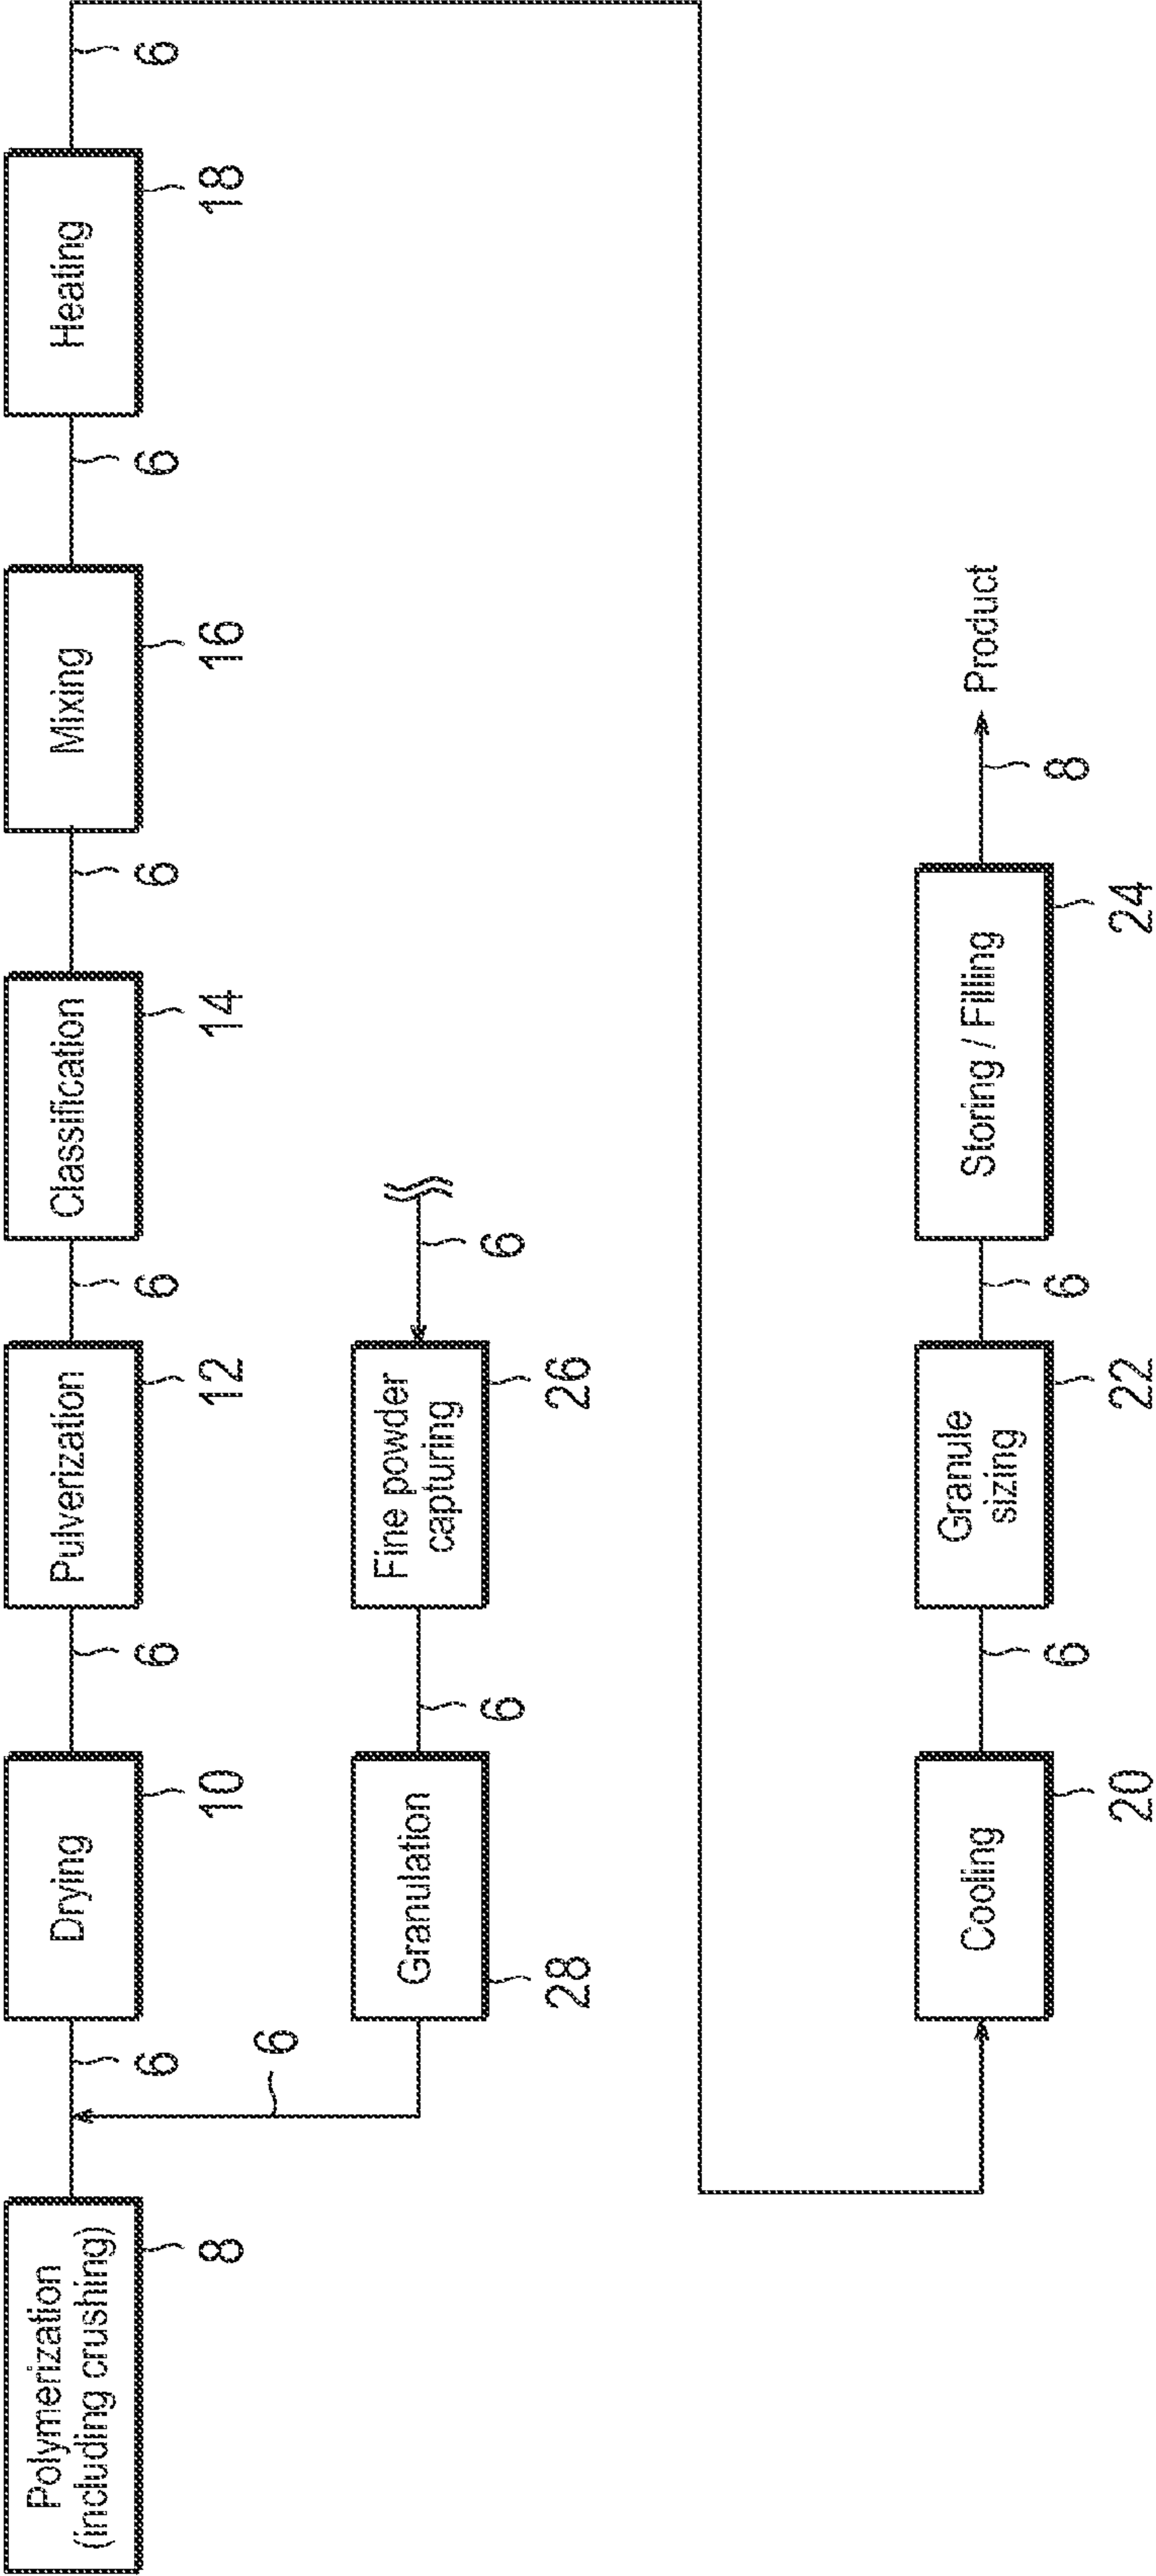 Polymerization
(including crushing)
8
6
Drying
10
6
Pulverization
12
6
Classification
14
6
Mixing
16
6
Heating
18
6
6
Granulation
28
6
Fine powder
capturing
26
6
Cooling
20
6
Granule
sizing
22
6
Storing / Filling
24
8
Product